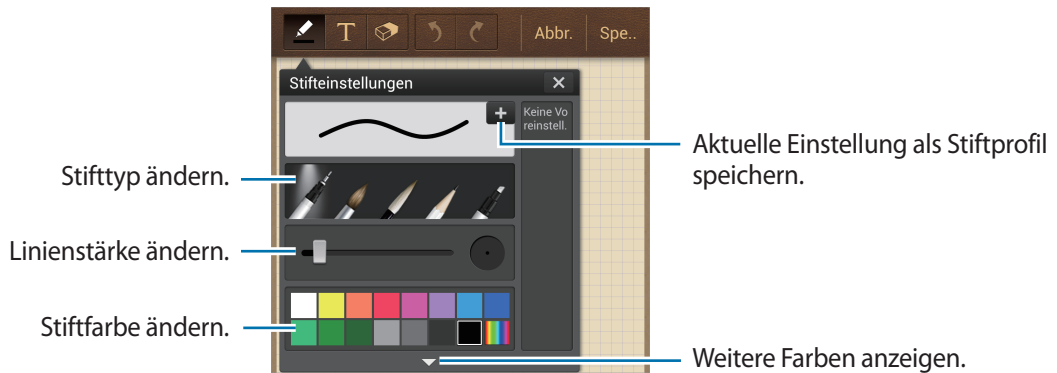 T Abbr. Spe..
Stifteinstellungen
Keine Vo
reinstell.
Aktuelle Einstellung als Stiftprofil
speichern.
Stifttyp ändern.
Linienstärke ändern.
Stiftfarbe ändern.
Weitere Farben anzeigen.